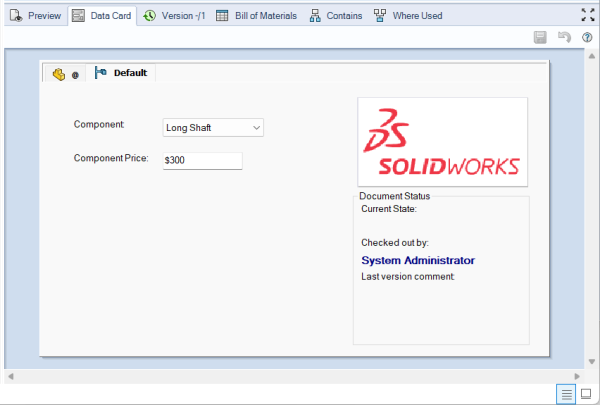 Preview Data Card Version -/1 Bill of Materials Contains Where Used
@ Default
Component:
Long Shaft
Component Price:
$300
SOLIDWORKS
Document Status
Current State:
Checked out by:
System Administrator
Last version comment: